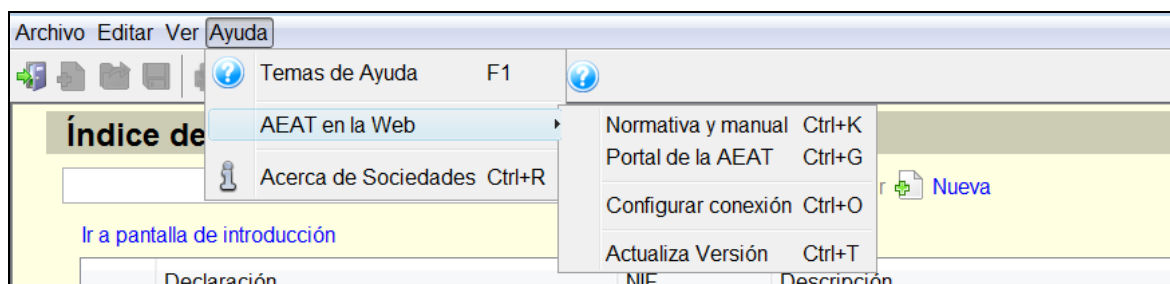 Archivo Editar Ver Ayuda
Temas de Ayuda F1
Índice de
AEAT en la Web
Normativa y manual Ctrl+K
Portal de la AEAT Ctrl+G
Acerca de Sociedades Ctrl+R
Nueva
Configurar conexión Ctrl+O
Ir a pantalla de introducción
Actualiza Versión Ctrl+T
Declaración NIF Descripción